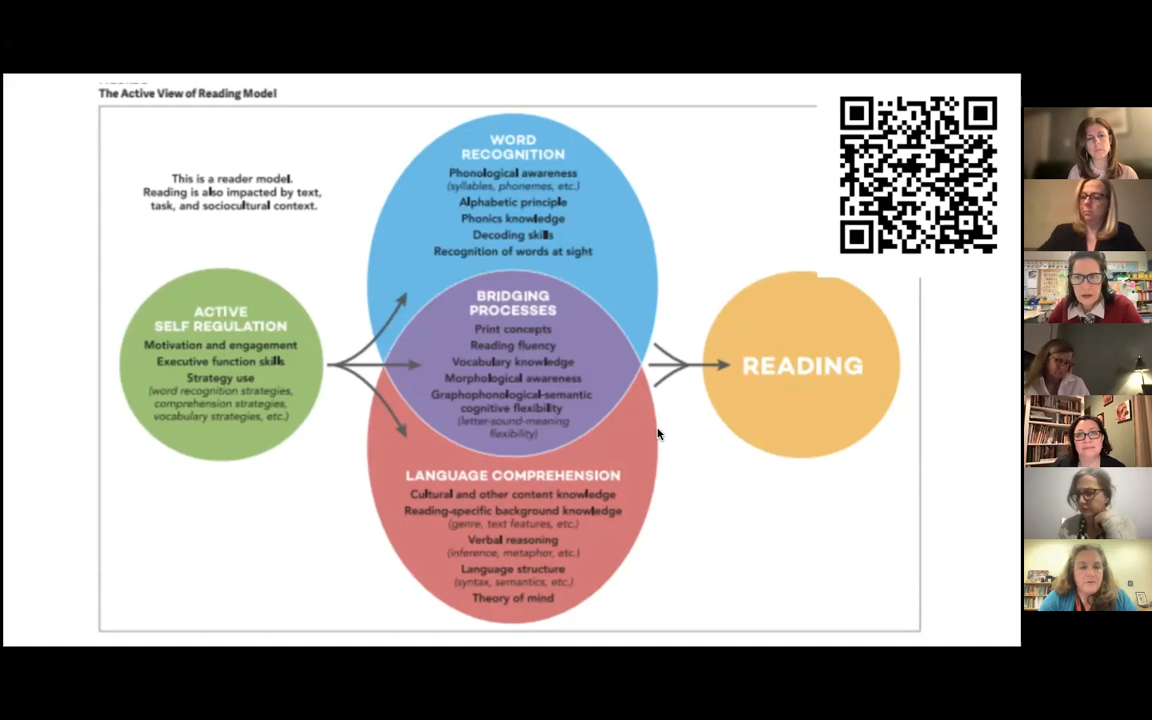 The Active View of Reading Model
This is a reader model.
Reading is also impacted by text,
task, and sociocultural context.
WORD
RECOGNITION
Phonological awareness
(syllables, phonemes, etc.)
Alphabetic principle
Phonics knowledge
Decoding skills
Recognition of words at sight
ACTIVE
SELF REGULATION
Motivation and engagement
Executive function skills
Strategy use
(word recognition strategies,
comprehension strategies,
vocabulary strategies, etc.)
BRIDGING
PROCESSES
Print concepts
Reading fluency
Vocabulary knowledge
Morphological awareness
Graphophonological-semantic
cognitive flexibility
(letter-sound-meaning
flexibility)
READING
LANGUAGE COMPREHENSION
Cultural and other content knowledge
Reading-specific background knowledge
(genre, text features, etc.)
Verbal reasoning
(inference, metaphor, etc.)
Language structure
(syntax, semantics, etc.)
Theory of mind